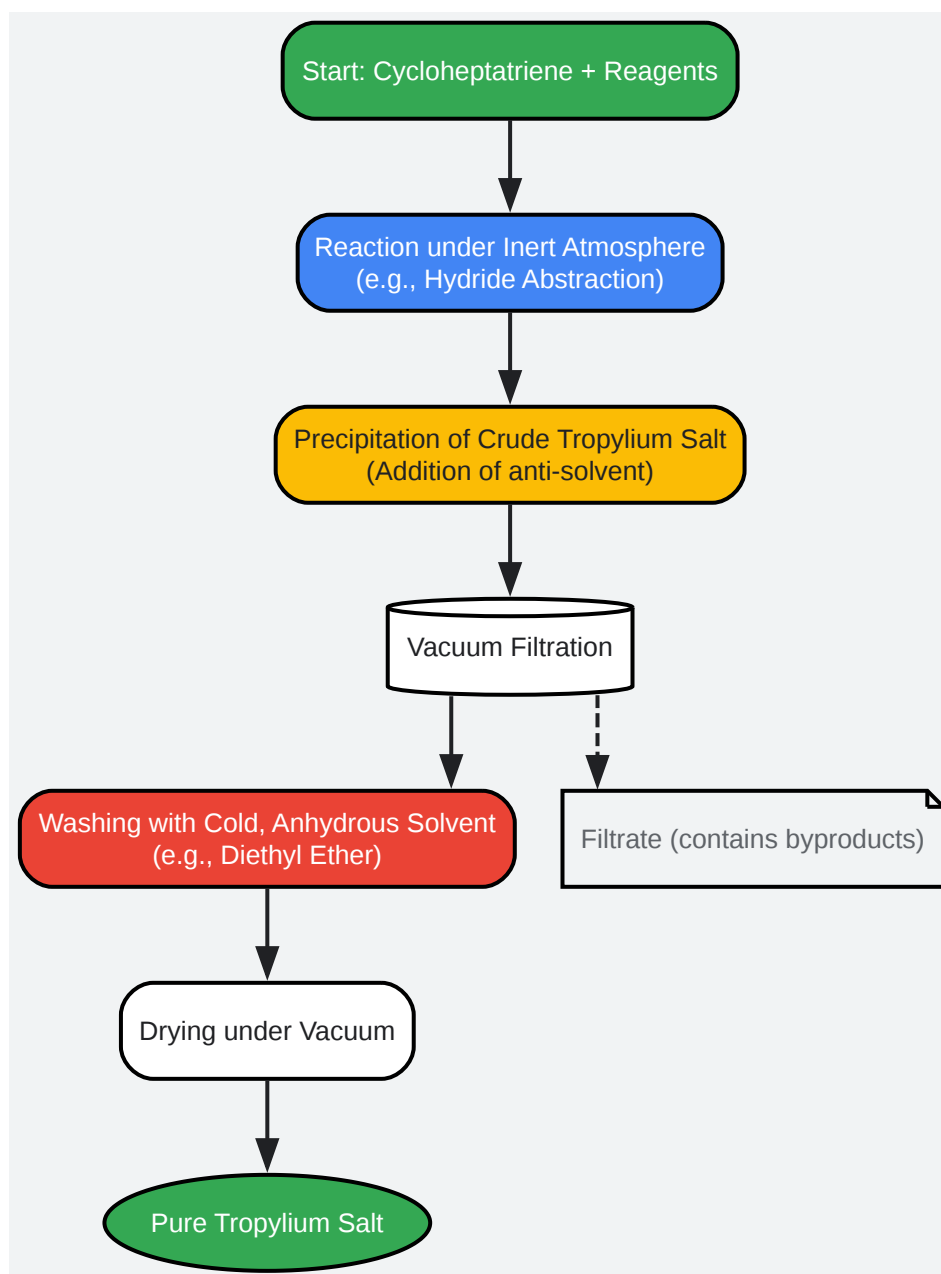 Start: Cycloheptatriene + Reagents
Reaction under Inert Atmosphere
(e.g., Hydride Abstraction)
Precipitation of Crude Tropylium Salt
(Addition of anti-solvent)
Vacuum Filtration
Washing with Cold, Anhydrous Solvent
(e.g., Diethyl Ether)
Filtrate (contains byproducts)
Drying under Vacuum
Pure Tropylium Salt